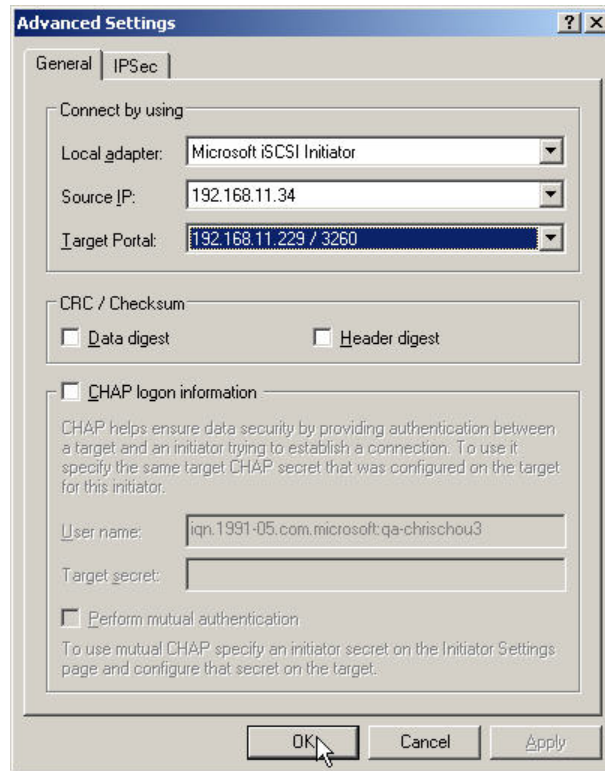 Advanced Settings
General
IPSec
Connect by using
Local adapter:
Microsoft iSCSI Initiator
Source IP:
192.168.11.34
Target Portal:
192.168.11.229 / 3260
CRC / Checksum
Data digest
Header digest
CHAP logon information
CHAP helps ensure data security by providing authentication between
a target and an initiator trying to establish a connection. To use it
specify the same target CHAP secret that was configured on the target
for this initiator.
User name:
iqn.1991-05.com.microsoft:qa-chrischou3
Target secret:
Perform mutual authentication
To use mutual CHAP specify an initiator secret on the Initiator Settings
page and configure that secret on the target.
OK
Cancel
Apply